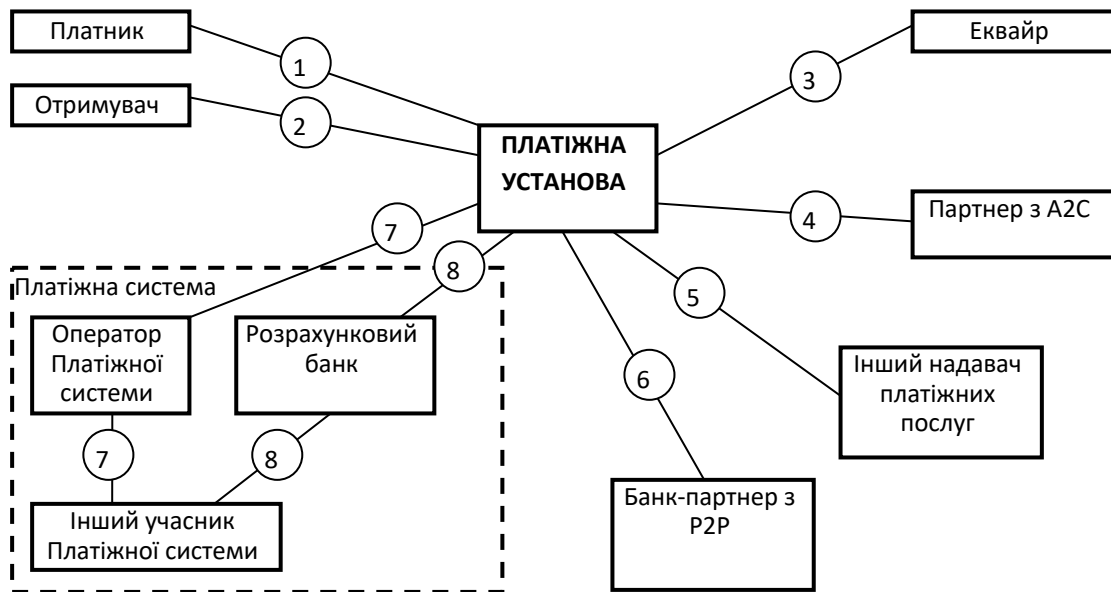 Платник
Еквайр
1
3
Отримувач
2
ПЛАТІЖНА
УСТАНОВА
Партнер з А2С
4
7
8
Платіжна система
5
Оператор
Платіжної
системи
Розрахунковий
банк
6
Інший надавач
платіжних
послуг
7
8
Банк-партнер з
Р2Р
Інший учасник
Платіжної системи